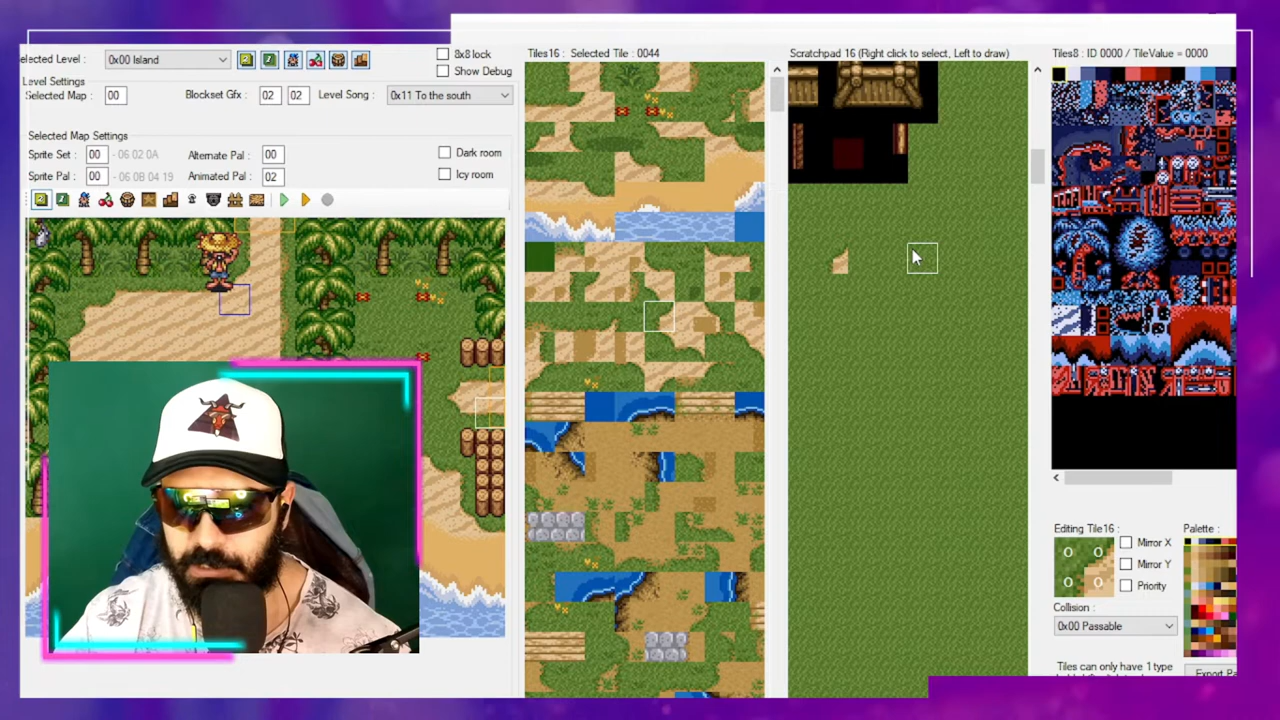 elected Level : 0x00 Island
8x8 lock
Show Debug
Level Settings
Selected Map : 00 Blockset Gfx : 02 02 Level Song : 0x11 To the south
Selected Map Settings
Sprite Set : 00 - 06 02 0A Alternate Pal : 00 Dark room
Sprite Pal : 00 - 06 0B 04 19 Animated Pal : 02 Icy room
Tiles16 : Selected Tile : 0044
Scratchpad 16 (Right click to select, Left to draw)
Tiles8 : ID 0000 / TileValue = 0000
Editing Tile16 : Palette :
Mirror X
Mirror Y
Priority
Collision :
0x00 Passable
Tiles can only have 1 type
Export Pa